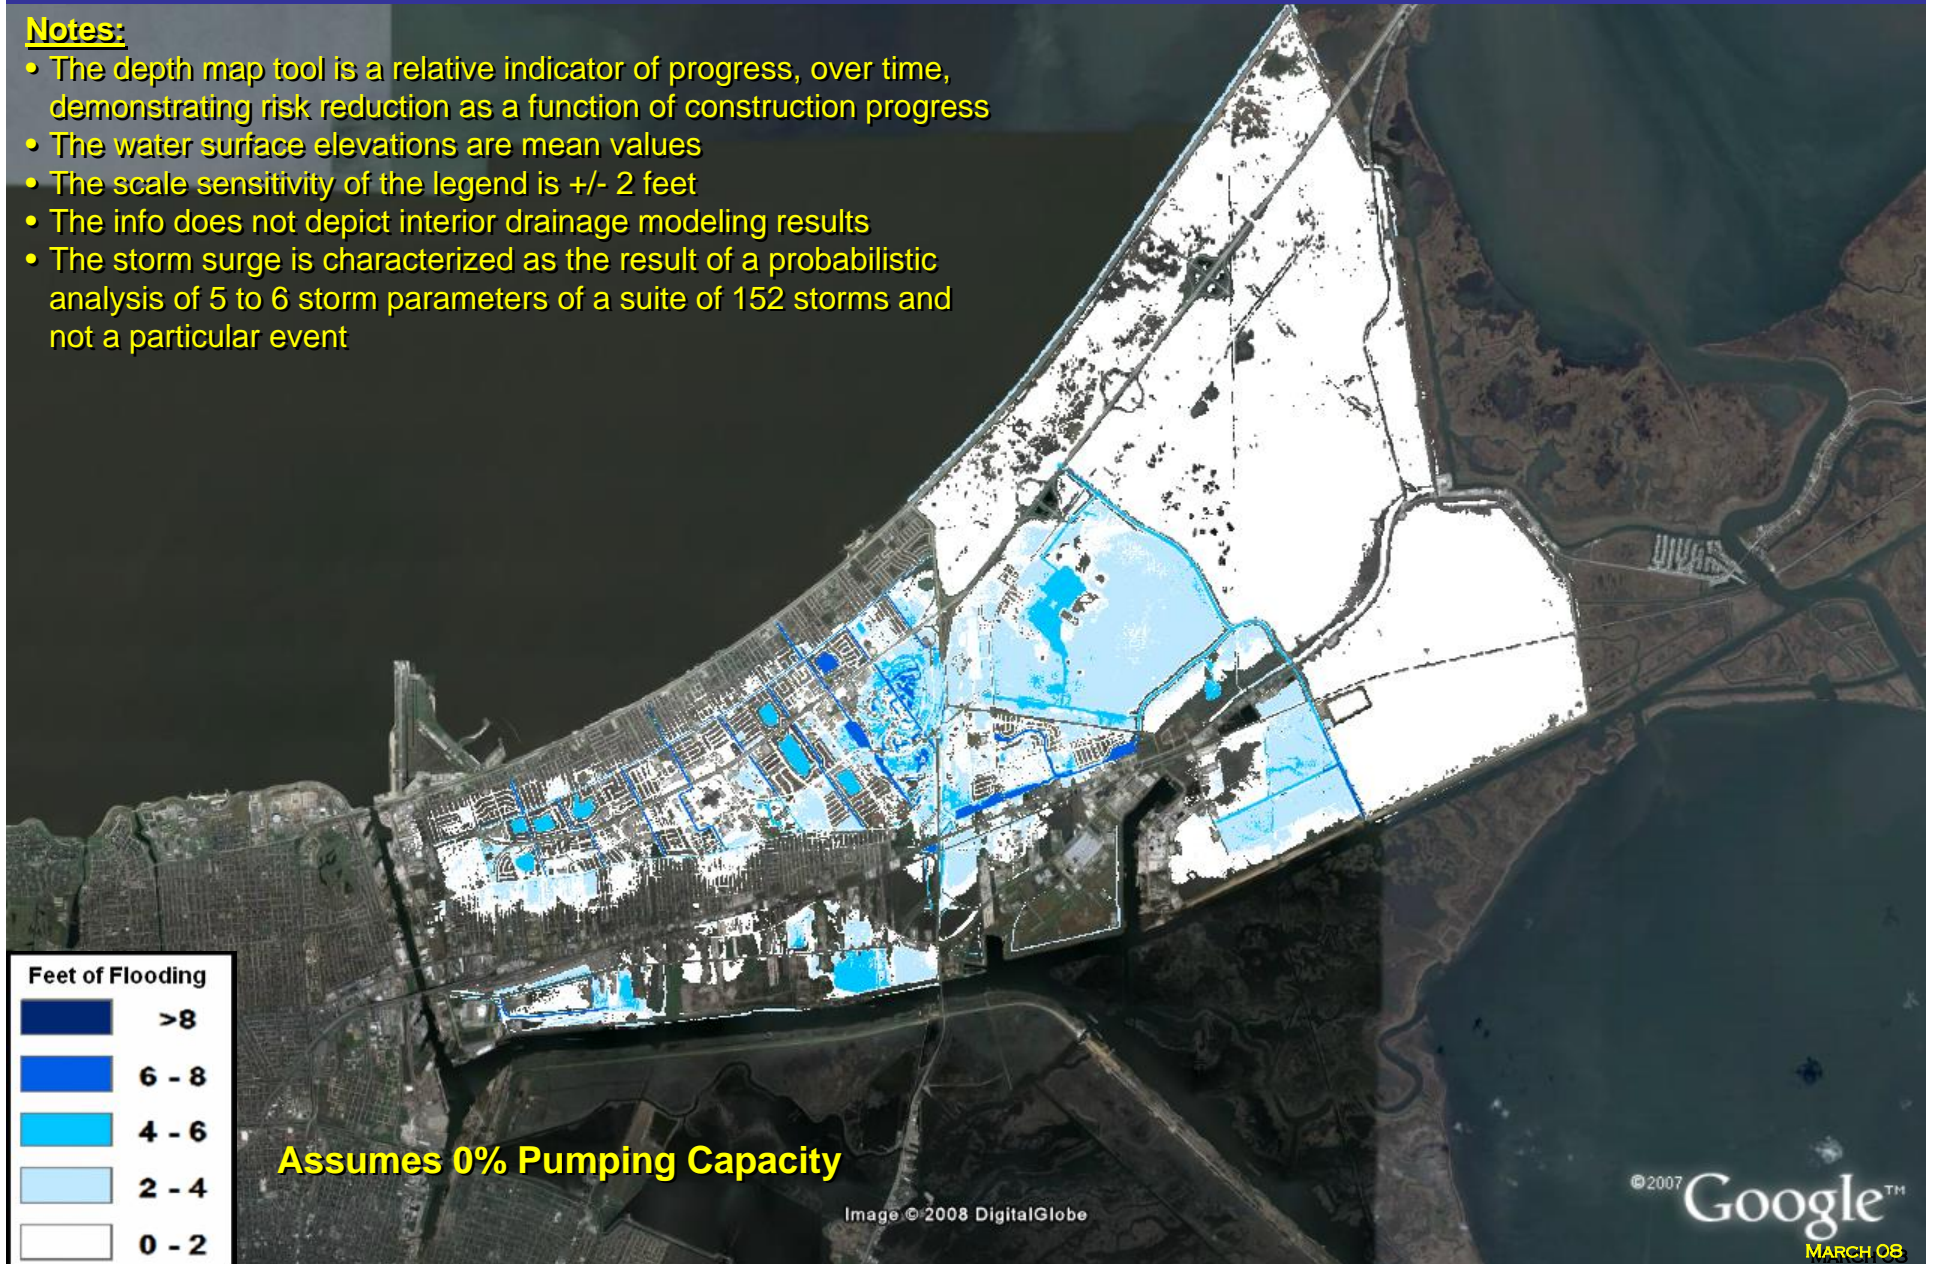 Notes:
• The depth map tool is a relative indicator of progress, over time,
demonstrating risk reduction as a function of construction progress
• The water surface elevations are mean values
• The scale sensitivity of the legend is +/- 2 feet
• The info does not depict interior drainage modeling results
• The storm surge is characterized as the result of a probabilistic
analysis of 5 to 6 storm parameters of a suite of 152 storms and
not a particular event
Feet of Flooding
>8
6 - 8
4 - 6
2 - 4
0 - 2
Assumes 0% Pumping Capacity
Image © 2008 DigitalGlobe
©2007 Google™
MARCH 08